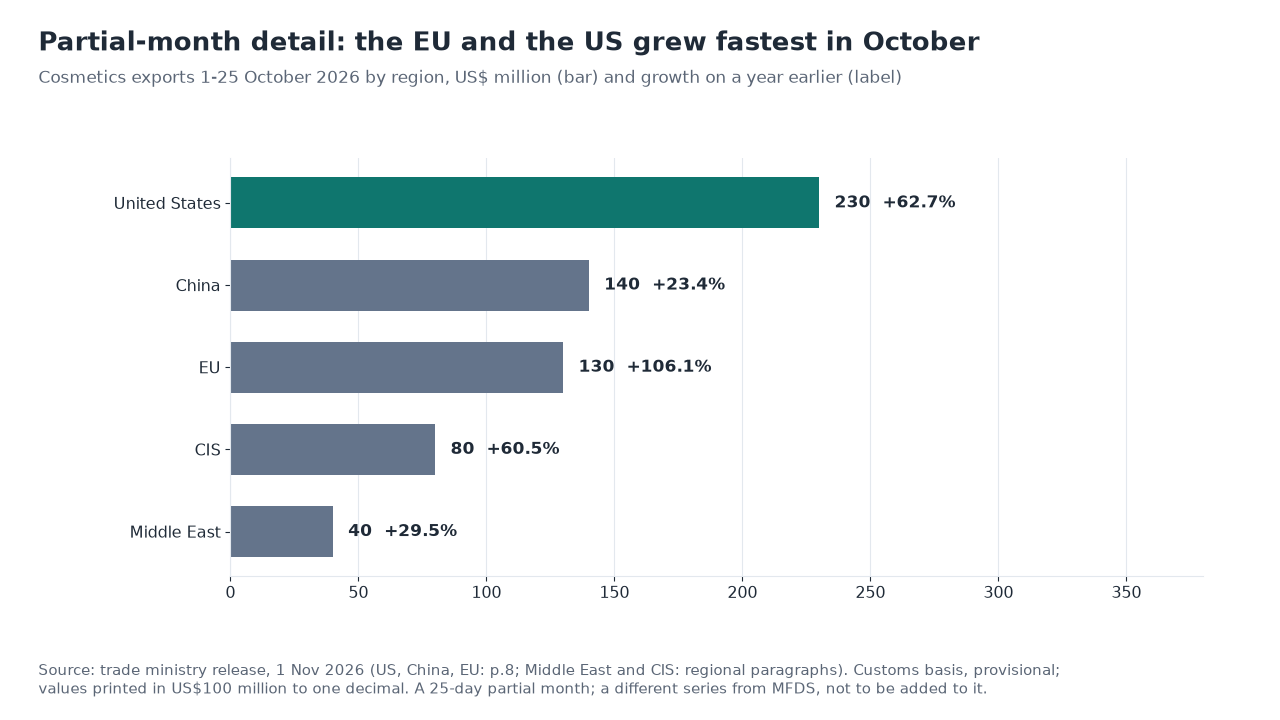 Partial-month detail: the EU and the US grew fastest in October
Cosmetics exports 1-25 October 2026 by region, US$ million (bar) and growth on a year earlier (label)
United States 230 +62.7%
China 140 +23.4%
EU 130 +106.1%
CIS 80 +60.5%
Middle East 40 +29.5%
0 50 100 150 200 250 300 350
Source: trade ministry release, 1 Nov 2026 (US, China, EU: p.8; Middle East and CIS: regional paragraphs). Customs basis, provisional;
values printed in US$100 million to one decimal. A 25-day partial month; a different series from MFDS, not to be added to it.